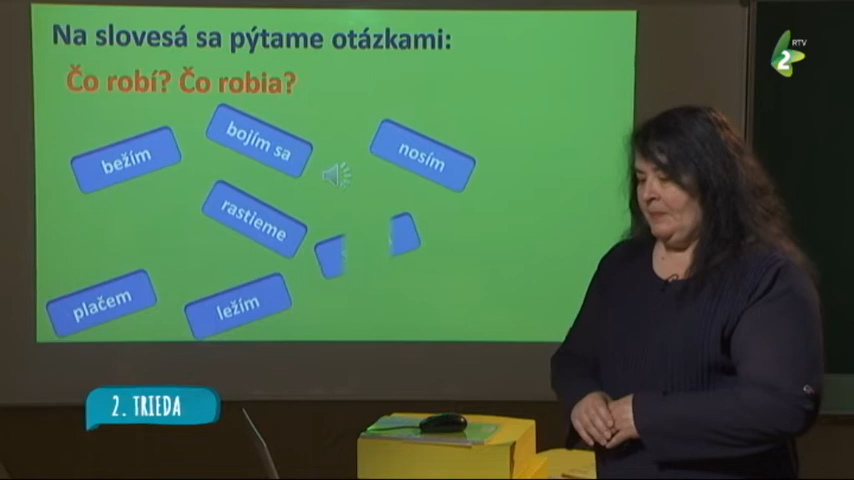 Na slovesá sa pýtame otázkami:
Čo robí? Čo robia?
bežím
bojím sa
nosím
rastieme
plačem
ležím
2. TRIEDA
RTV
2